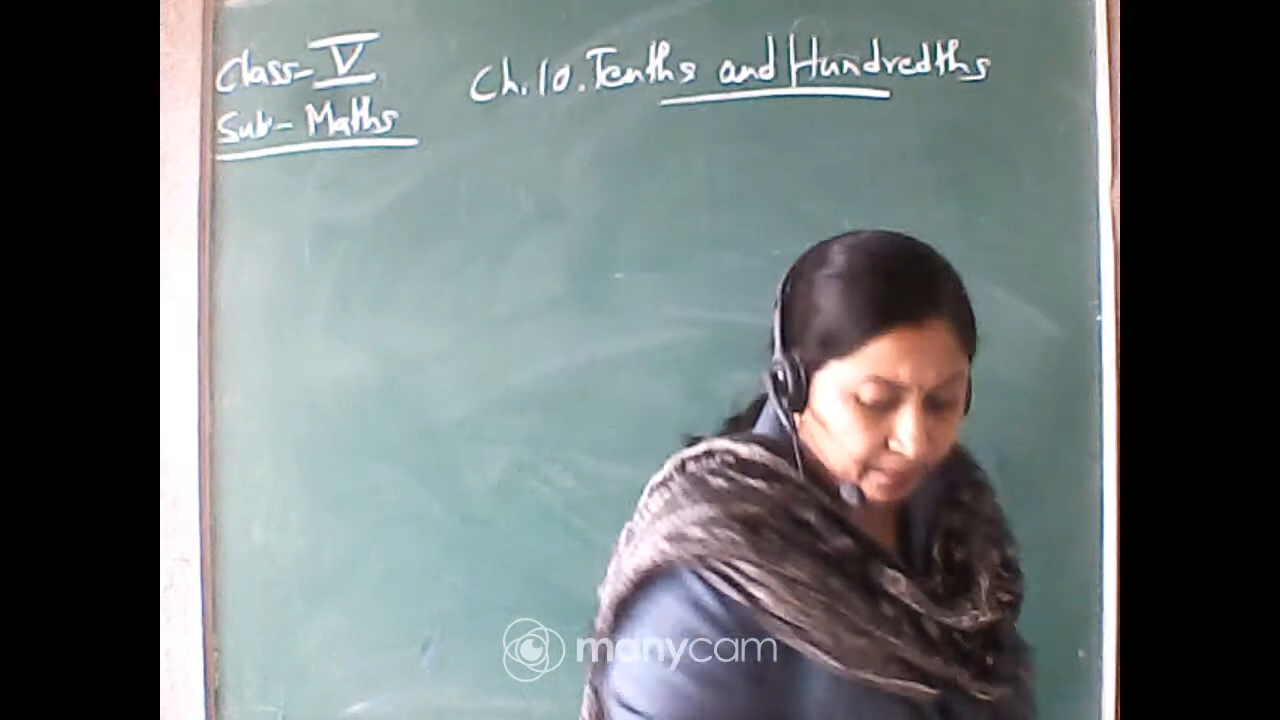 Class- V
Sub- Maths
Ch.10. Tenths and Hundredths
manycam